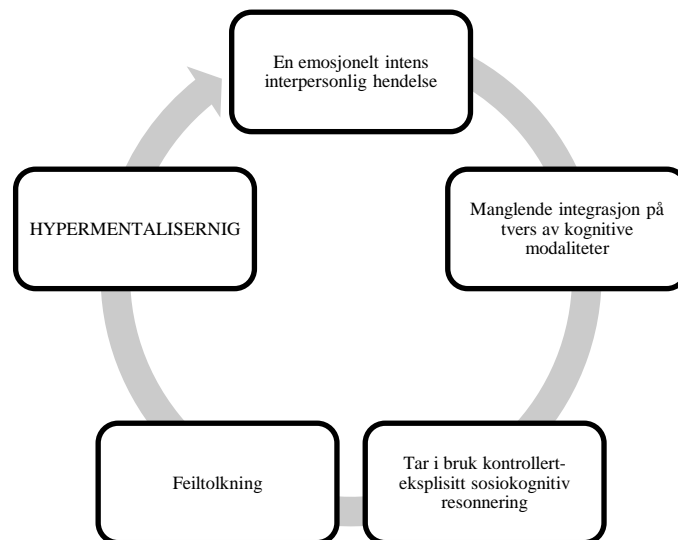 En emosjonelt intens
interpersonlig hendelse
Manglende integrasjon på
tvers av kognitive
modaliteter
Tar i bruk kontrollert-
eksplisitt sosiokognitiv
resonnering
Feiltolkning
HYPERMENTALISERNIG